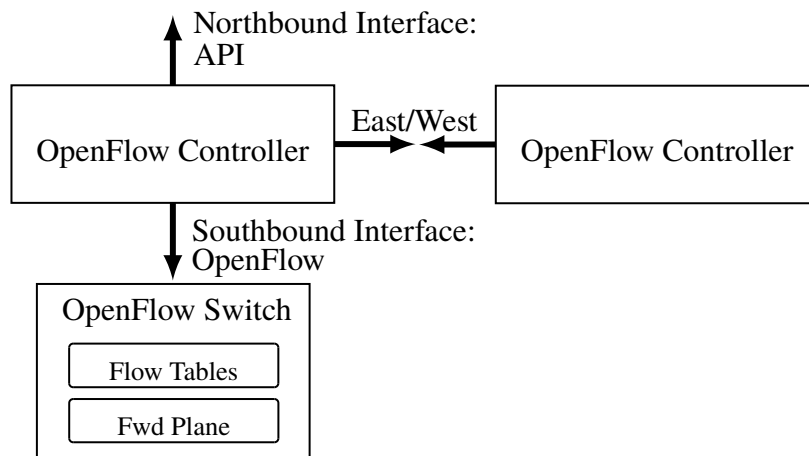 Northbound Interface:
API
OpenFlow Controller
East/West
OpenFlow Controller
Southbound Interface:
OpenFlow
OpenFlow Switch
Flow Tables
Fwd Plane